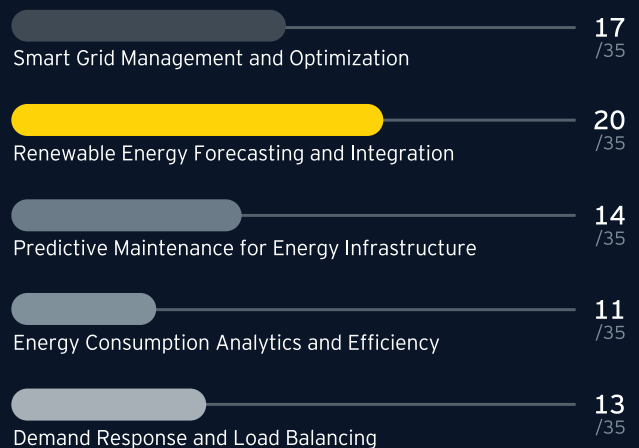 17
/35
Smart Grid Management and Optimization
20
/35
Renewable Energy Forecasting and Integration
14
/35
Predictive Maintenance for Energy Infrastructure
11
/35
Energy Consumption Analytics and Efficiency
13
/35
Demand Response and Load Balancing